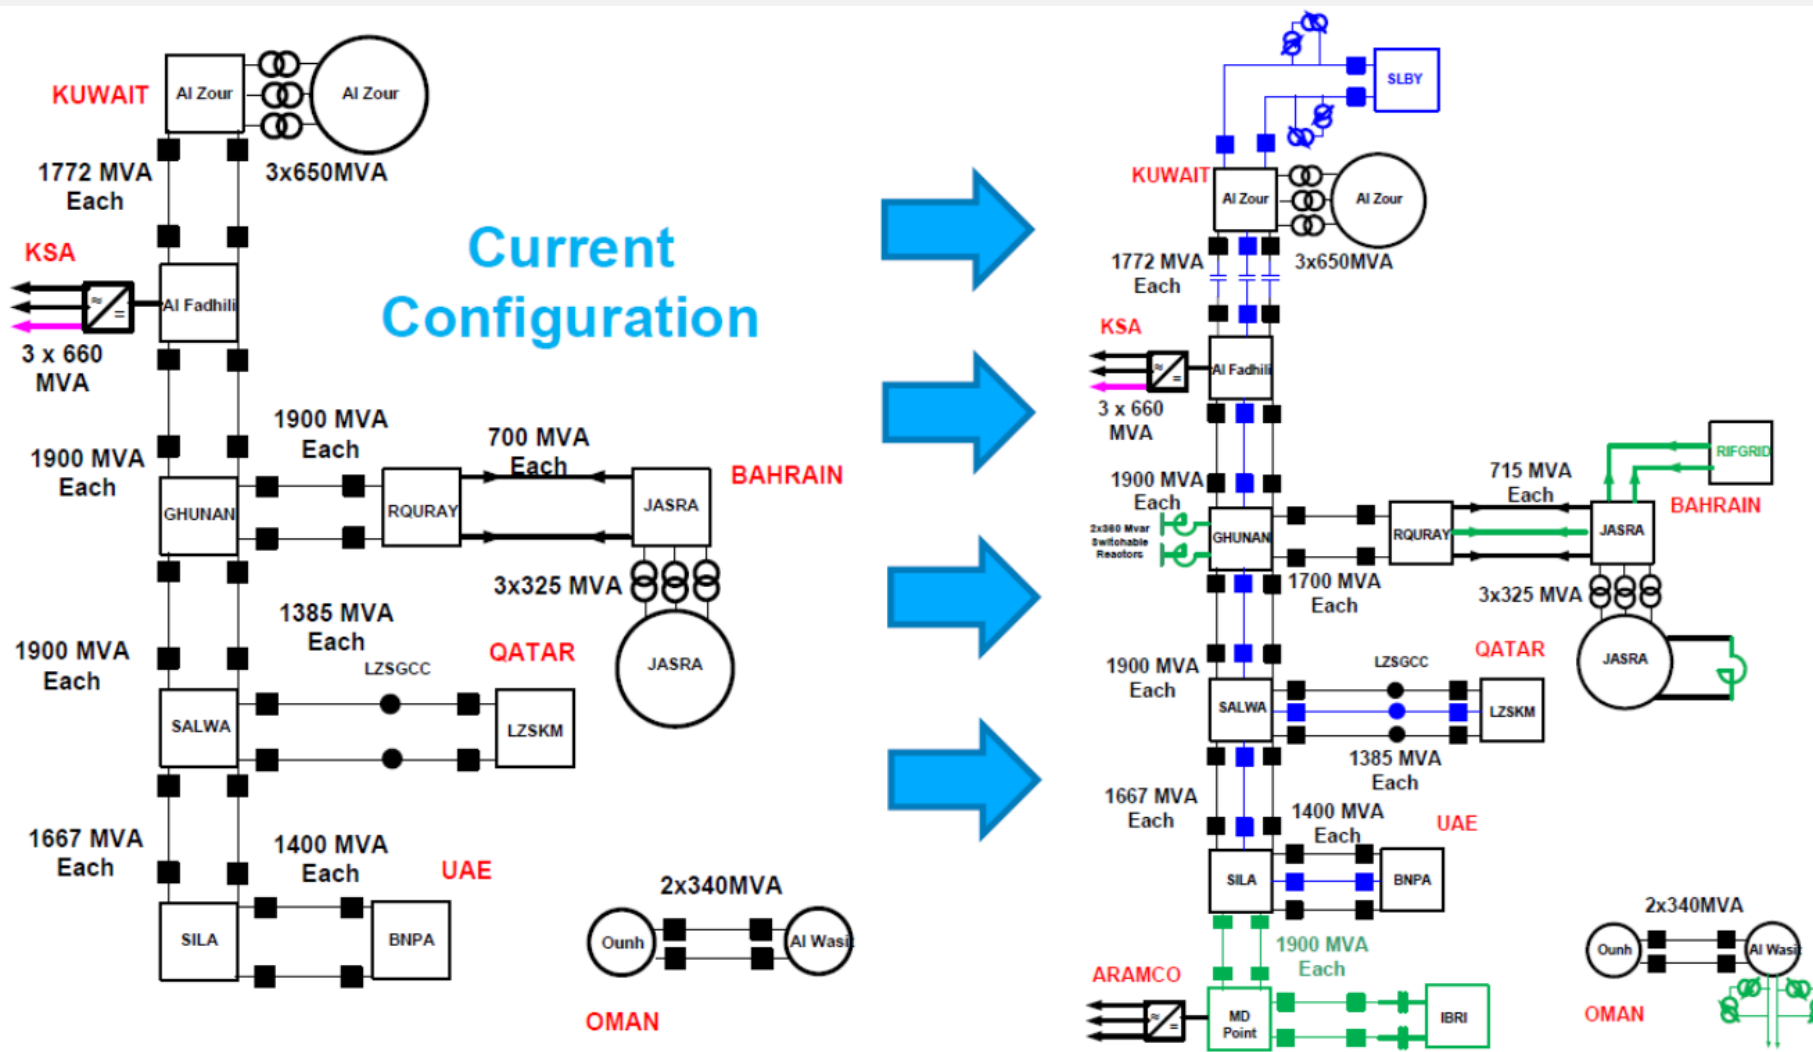 KUWAIT
Al Zour
Al Zour
1772 MVA
Each
3x650MVA
KSA
Al Fadhili
3 x 660
MVA
Current
Configuration
1900 MVA
Each
1900 MVA
Each
700 MVA
Each
BAHRAIN
GHUNAN
RQURAY
JASRA
3x325 MVA
1385 MVA
Each
1900 MVA
Each
LZSGCC
QATAR
JASRA
SALWA
LZSKM
1667 MVA
Each
1400 MVA
Each
UAE
2x340MVA
SILA
BNPA
Ounh
Al Wasit
OMAN
SLBY
KUWAIT
Al Zour
Al Zour
1772 MVA
Each
3x650MVA
KSA
Al Fadhili
3 x 660
MVA
RIFGRID
715 MVA
Each
BAHRAIN
1900 MVA
Each
2x360 Mvar
Switchable
Reactors
GHUNAN
RQURAY
JASRA
1700 MVA
Each
3x325 MVA
1900 MVA
Each
LZSGCC
QATAR
JASRA
SALWA
LZSKM
1385 MVA
Each
1667 MVA
Each
1400 MVA
Each
UAE
SILA
BNPA
2x340MVA
1900 MVA
Each
Ounh
Al Wasit
ARAMCO
MD
Point
IBRI
OMAN